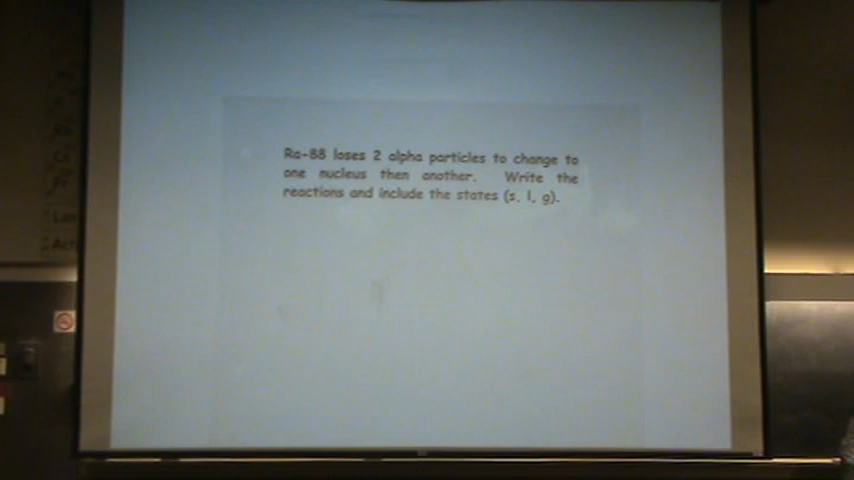 Ra-88 loses 2 alpha particles to change to
one nucleus then another. Write the
reactions and include the states (s, l, g).